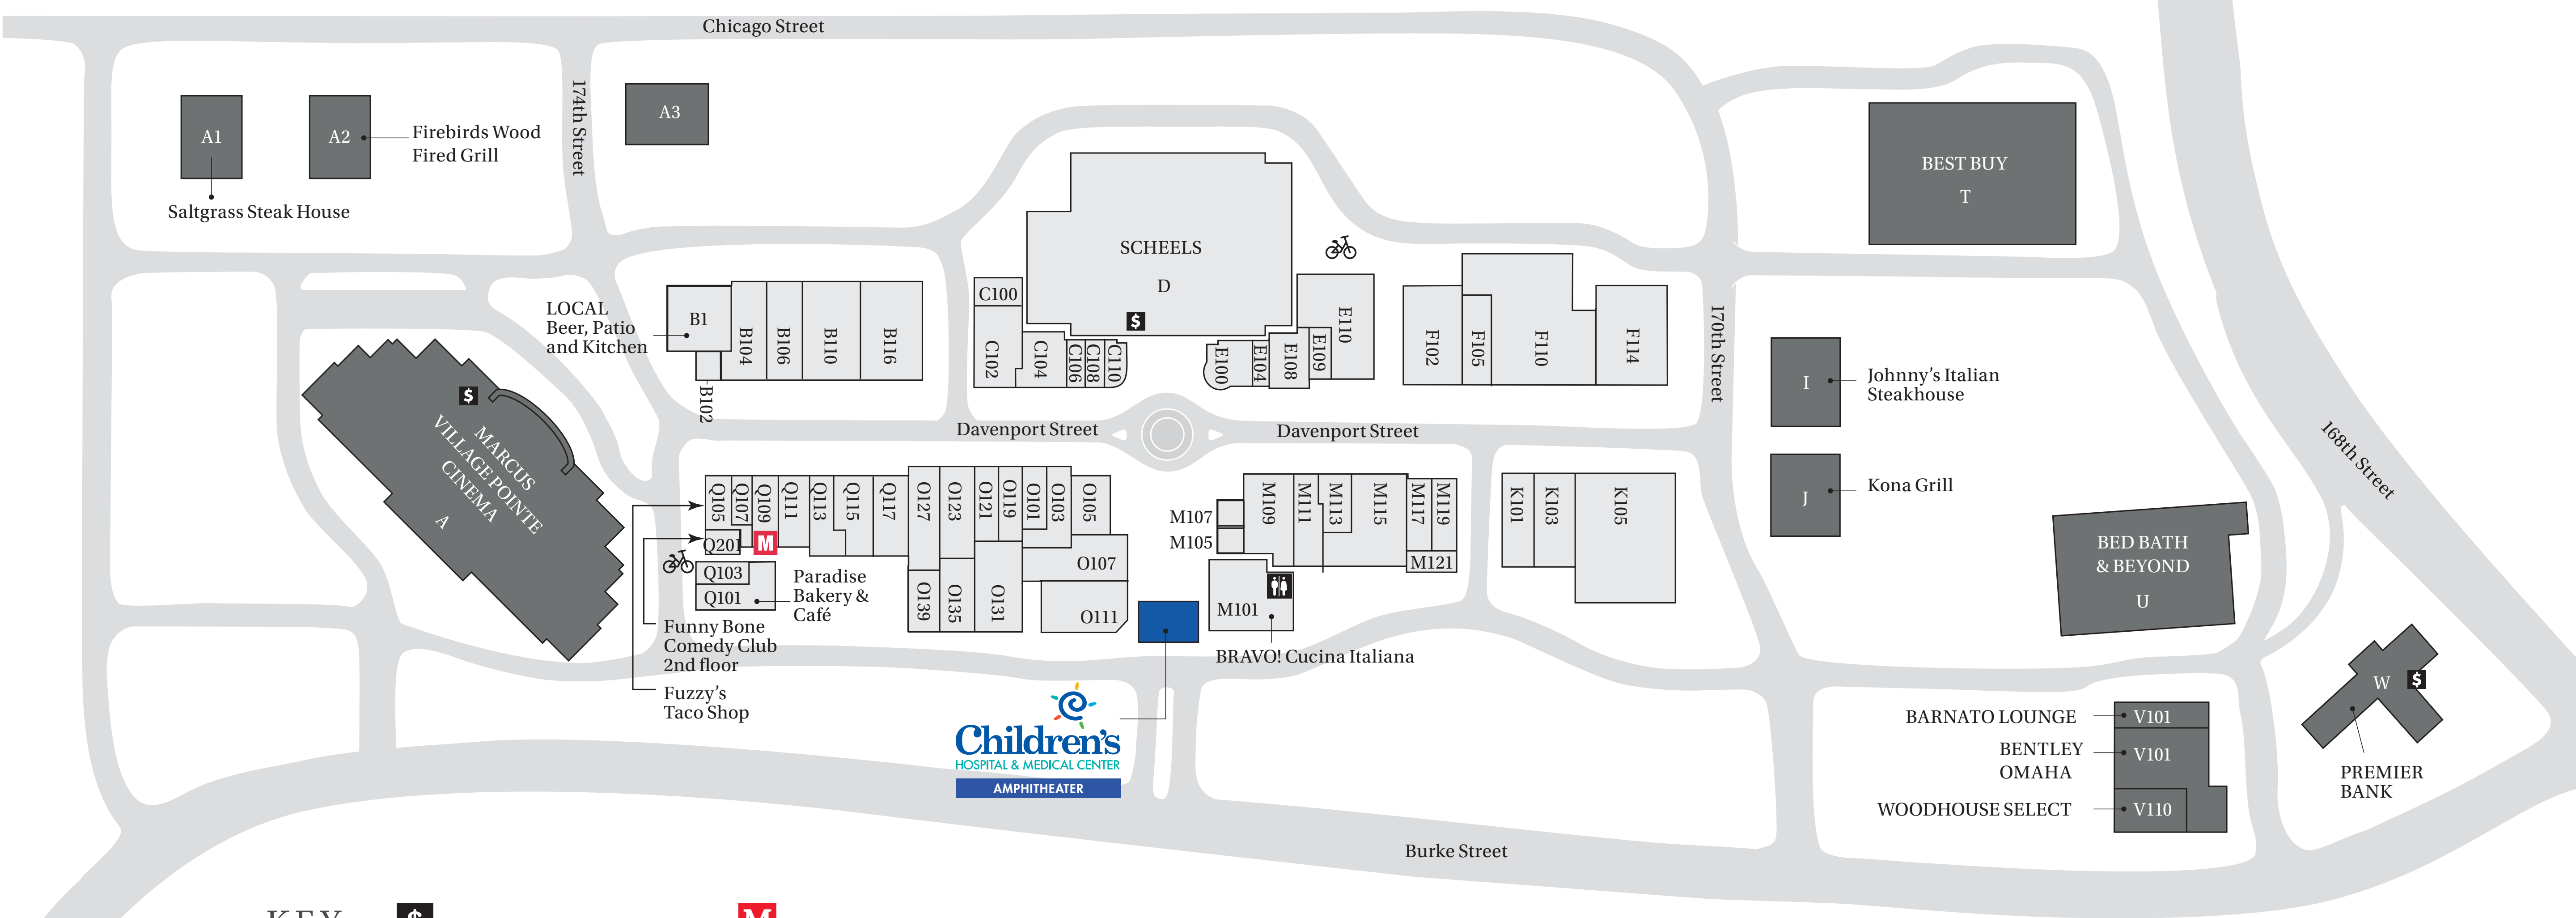 Chicago Street
174th Street
A1
A2
Firebirds Wood
Fired Grill
Saltgrass Steak House
A3
BEST BUY
T
SCHEELS
D
$
LOCAL
Beer, Patio
and Kitchen
B1
B102
B104
B106
B110
B116
C100
C102
C104
C106
C108
C110
E100
E104
E108
E109
E110
F102
F105
F110
F114
170th Street
168th Street
I
Johnny's Italian
Steakhouse
J
Kona Grill
$
MARCUS
VILLAGE POINTE
CINEMA
A
Davenport Street
Davenport Street
Q105
Q107
Q109
Q111
Q113
Q115
Q117
O127
O123
O121
O119
O101
O103
O105
Q201
M
Q103
Q101
Paradise
Bakery &
Café
O107
O111
O139
O135
O131
Funny Bone
Comedy Club
2nd floor
Fuzzy's
Taco Shop
M107
M105
M109
M111
M113
M115
M117
M119
M121
M101
BRAVO! Cucina Italiana
K101
K103
K105
BED BATH
& BEYOND
U
Children's
HOSPITAL & MEDICAL CENTER
AMPHITHEATER
W
$
PREMIER
BANK
BARNATO LOUNGE
V101
BENTLEY
OMAHA
V101
WOODHOUSE SELECT
V110
Burke Street
KEY
$
M